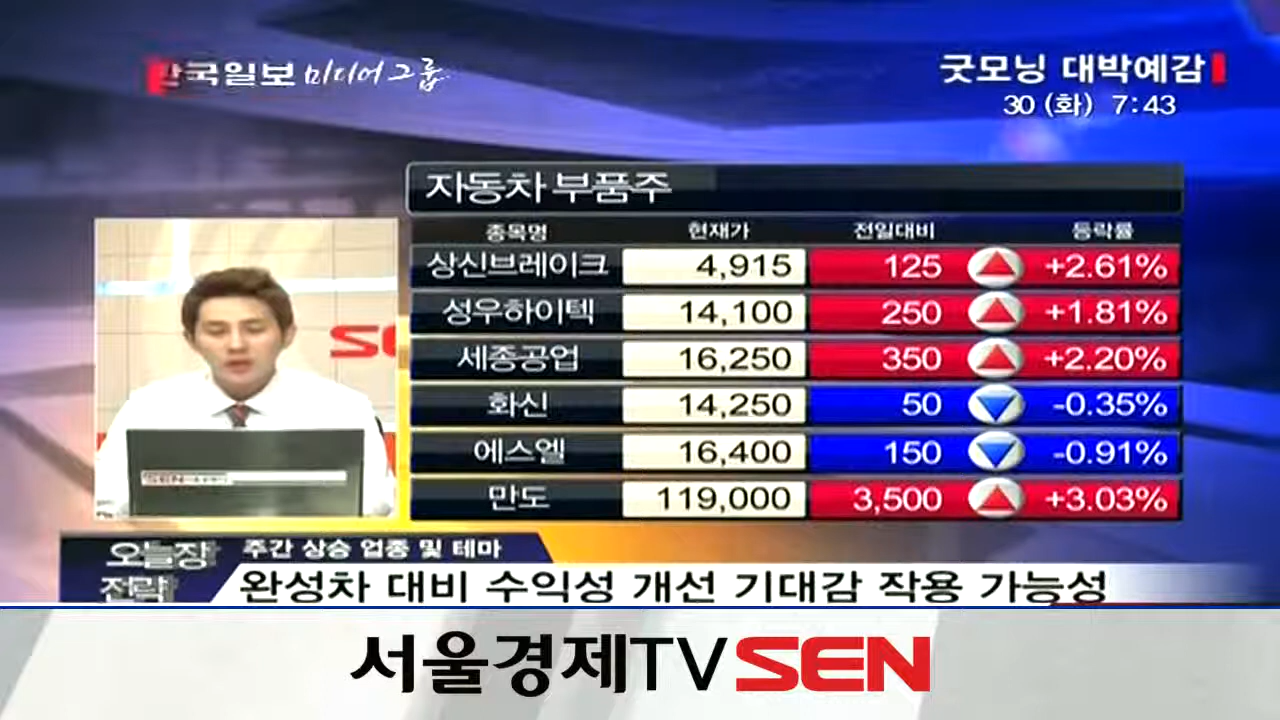 한국일보 미디어그룹
굿모닝 대박예감
30 (화) 7:43
자동차 부품주
종목명 현재가 전일대비 등락률
상신브레이크 4,915 125 +2.61%
성우하이텍 14,100 250 +1.81%
세종공업 16,250 350 +2.20%
화신 14,250 50 -0.35%
에스엘 16,400 150 -0.91%
만도 119,000 3,500 +3.03%
SEN
오늘장 전략
주간 상승 업종 및 테마
완성차 대비 수익성 개선 기대감 작용 가능성
서울경제TV SEN